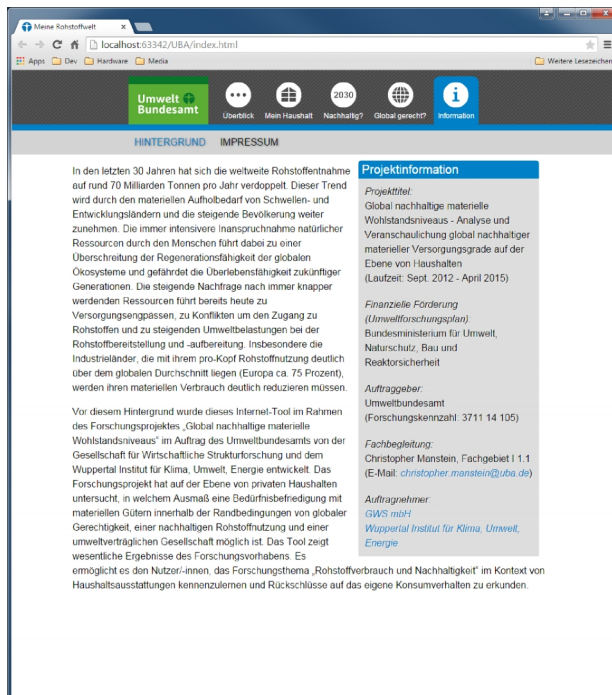 Meine Rohstoffwelt
localhost:63342/UBA/index.html
Apps Dev Hardware Media Weitere Lesezeichen
Umwelt
Bundesamt
2030
Überblick Mein Haushalt Nachhaltig? Global gerecht? Information
HINTERGRUND IMPRESSUM
In den letzten 30 Jahren hat sich die weltweite Rohstoffentnahme
auf rund 70 Milliarden Tonnen pro Jahr verdoppelt. Dieser Trend
wird durch den materiellen Aufholbedarf von Schwellen- und
Entwicklungsländern und die steigende Bevölkerung weiter
zunehmen. Die immer intensivere Inanspruchnahme natürlicher
Ressourcen durch den Menschen führt dabei zu einer
Überschreitung der Regenerationsfähigkeit der globalen
Ökosysteme und gefährdet die Überlebensfähigkeit zukünftiger
Generationen. Die steigende Nachfrage nach immer knapper
werdenden Ressourcen führt bereits heute zu
Versorgungsengpässen, zu Konflikten um den Zugang zu
Rohstoffen und zu steigenden Umweltbelastungen bei der
Rohstoffbereitstellung und -aufbereitung. Insbesondere die
Industrieländer, die mit ihrem pro-Kopf Rohstoffnutzung deutlich
über dem globalen Durchschnitt liegen (Europa ca. 75 Prozent),
werden ihren materiellen Verbrauch deutlich reduzieren müssen.
Vor diesem Hintergrund wurde dieses Internet-Tool im Rahmen
des Forschungsprojektes „Global nachhaltige materielle
Wohlstandsniveaus" im Auftrag des Umweltbundesamts von der
Gesellschaft für Wirtschaftliche Strukturforschung und dem
Wuppertal Institut für Klima, Umwelt, Energie entwickelt. Das
Forschungsprojekt hat auf der Ebene von privaten Haushalten
untersucht, in welchem Ausmaß eine Bedürfnisbefriedigung mit
materiellen Gütern innerhalb der Randbedingungen von globaler
Gerechtigkeit, einer nachhaltigen Rohstoffnutzung und einer
umweltverträglichen Gesellschaft möglich ist. Das Tool zeigt
wesentliche Ergebnisse des Forschungsvorhabens. Es
ermöglicht es den Nutzer/-innen, das Forschungsthema „Rohstoffverbrauch und Nachhaltigkeit" im Kontext von
Haushaltsausstattungen kennenzulernen und Rückschlüsse auf das eigene Konsumverhalten zu erkunden.
Projektinformation
Projekttitel:
Global nachhaltige materielle
Wohlstandsniveaus - Analyse und
Veranschaulichung global nachhaltiger
materieller Versorgungsgrade auf der
Ebene von Haushalten
(Laufzeit: Sept. 2012 - April 2015)
Finanzielle Förderung
(Umweltforschungsplan):
Bundesministerium für Umwelt,
Naturschutz, Bau und
Reaktorsicherheit
Auftraggeber:
Umweltbundesamt
(Forschungskennzahl: 3711 14 105)
Fachbegleitung:
Christopher Manstein, Fachgebiet I 1.1
(E-Mail: christopher.manstein@uba.de)
Auftragnehmer:
GWS mbH
Wuppertal Institut für Klima, Umwelt,
Energie